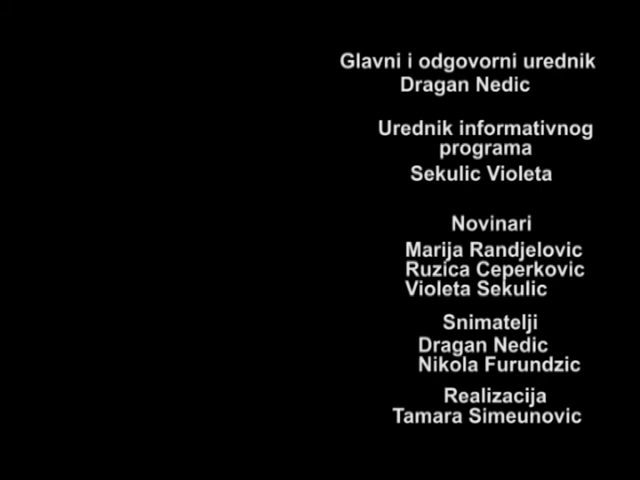 Glavni i odgovorni urednik
Dragan Nedic
Urednik informativnog
programa
Sekulic Violeta
Novinari
Marija Randjelovic
Ruzica Ceperkovic
Violeta Sekulic
Snimatelji
Dragan Nedic
Nikola Furundzic
Realizacija
Tamara Simeunovic